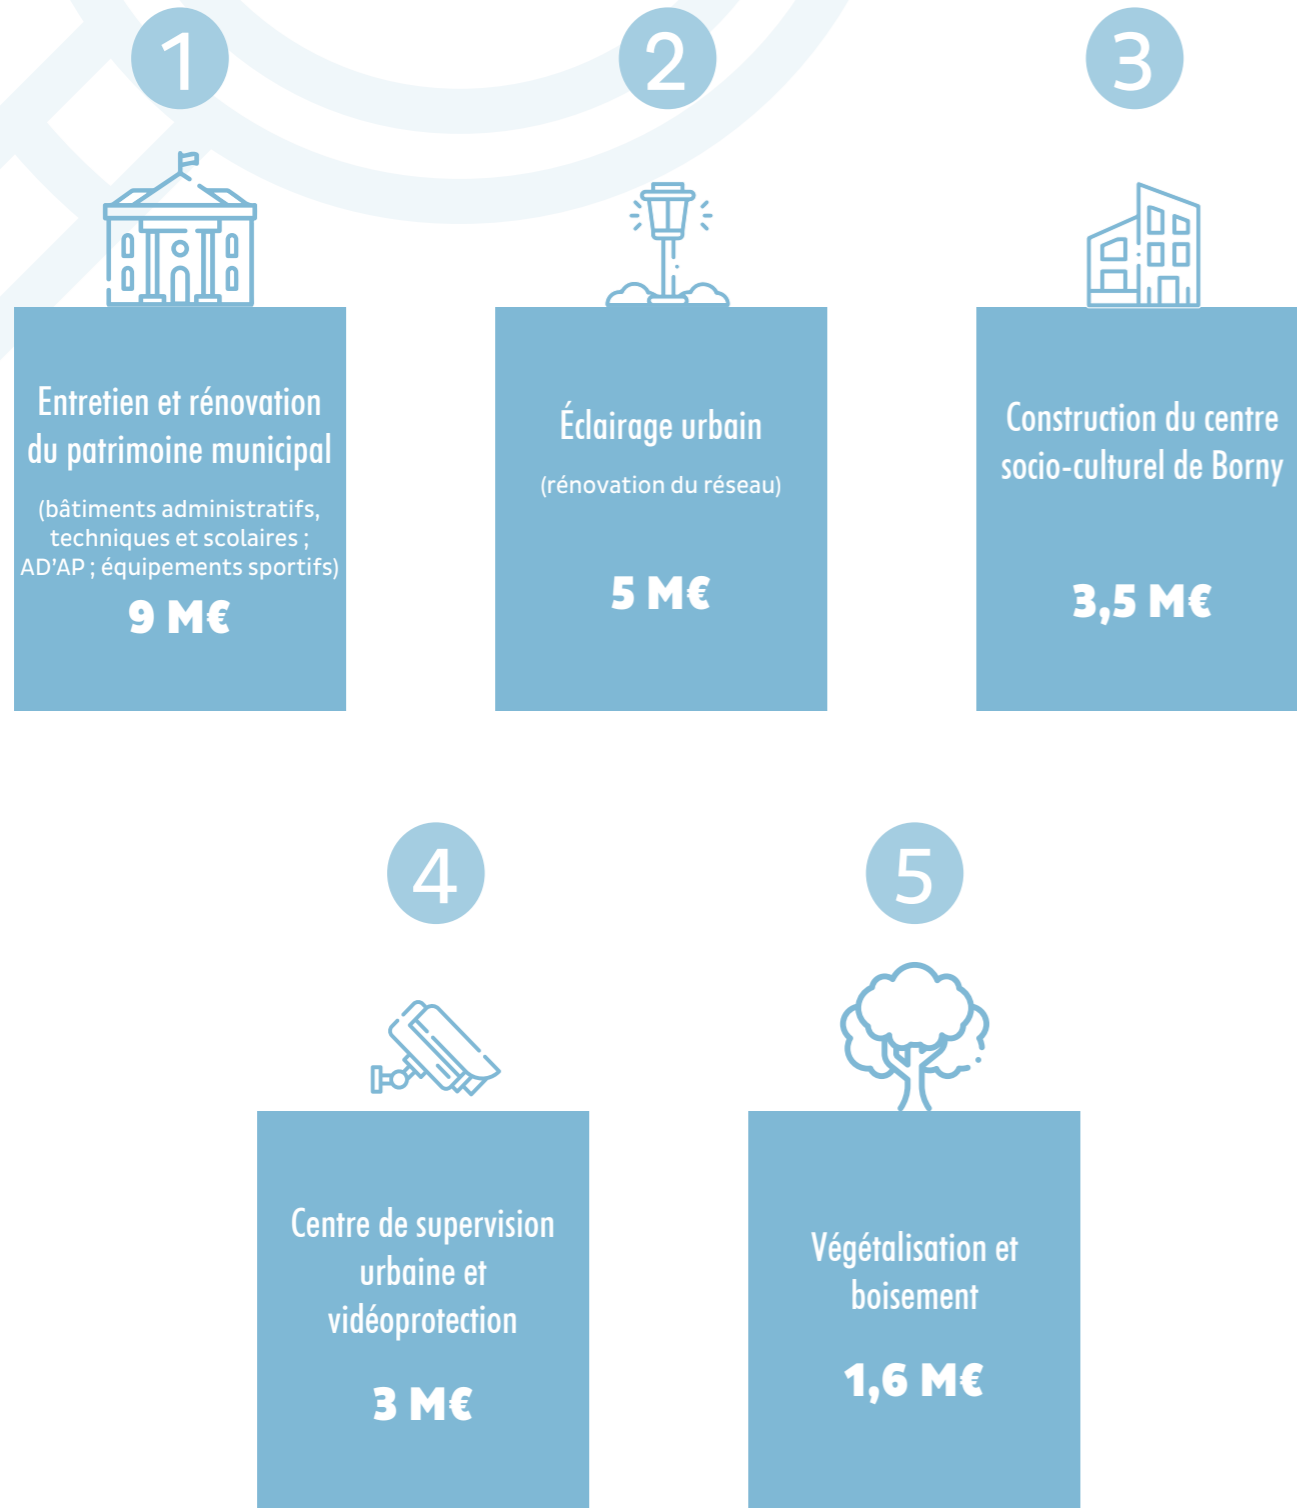 1
Entretien et rénovation
du patrimoine municipal
(bâtiments administratifs,
techniques et scolaires ;
AD'AP ; équipements sportifs)
9 M€
2
Éclairage urbain
(rénovation du réseau)
5 M€
3
Construction du centre
socio-culturel de Borny
3,5 M€
4
Centre de supervision
urbaine et
vidéoprotection
3 M€
5
Végétalisation et
boisement
1,6 M€